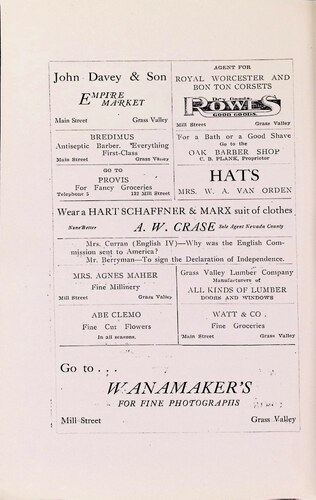 John Davey & Son
EMPIRE
MARKET
Main Street Grass Valley
AGENT FOR
ROYAL WORCESTER AND
BON TON CORSETS
Dry Goods
ROWE'S
GOOD GOODS
Mill Street Grass Valley
BREDIMUS
Antiseptic Barber. Everything
First-Class
Main Street Grass Valley
For a Bath or a Good Shave
Go to the
OAK BARBER SHOP
C. B. PLANK, Proprietor
GO TO
PROVIS
For Fancy Groceries
Telephone 5 132 Mill Street
HATS
MRS. W. A. VAN ORDEN
Wear a HART SCHAFFNER & MARX suit of clothes
None Better A. W. CRASE Sole Agent Nevada County
Mrs. Curran (English IV)—Why was the English Com-
mission sent to America?
Mr. Berryman—To sign the Declaration of Independence.
MRS. AGNES MAHER
Fine Millinery
Mill Street Grass Valley
Grass Valley Lumber Company
Manufacturers of
ALL KINDS OF LUMBER
DOORS AND WINDOWS
ABE CLEMO
Fine Cut Flowers
In all seasons.
WATT & CO.
Fine Groceries
Main Street Grass Valley
Go to . . .
WANAMAKER'S
FOR FINE PHOTOGRAPHS
Mill Street Grass Valley